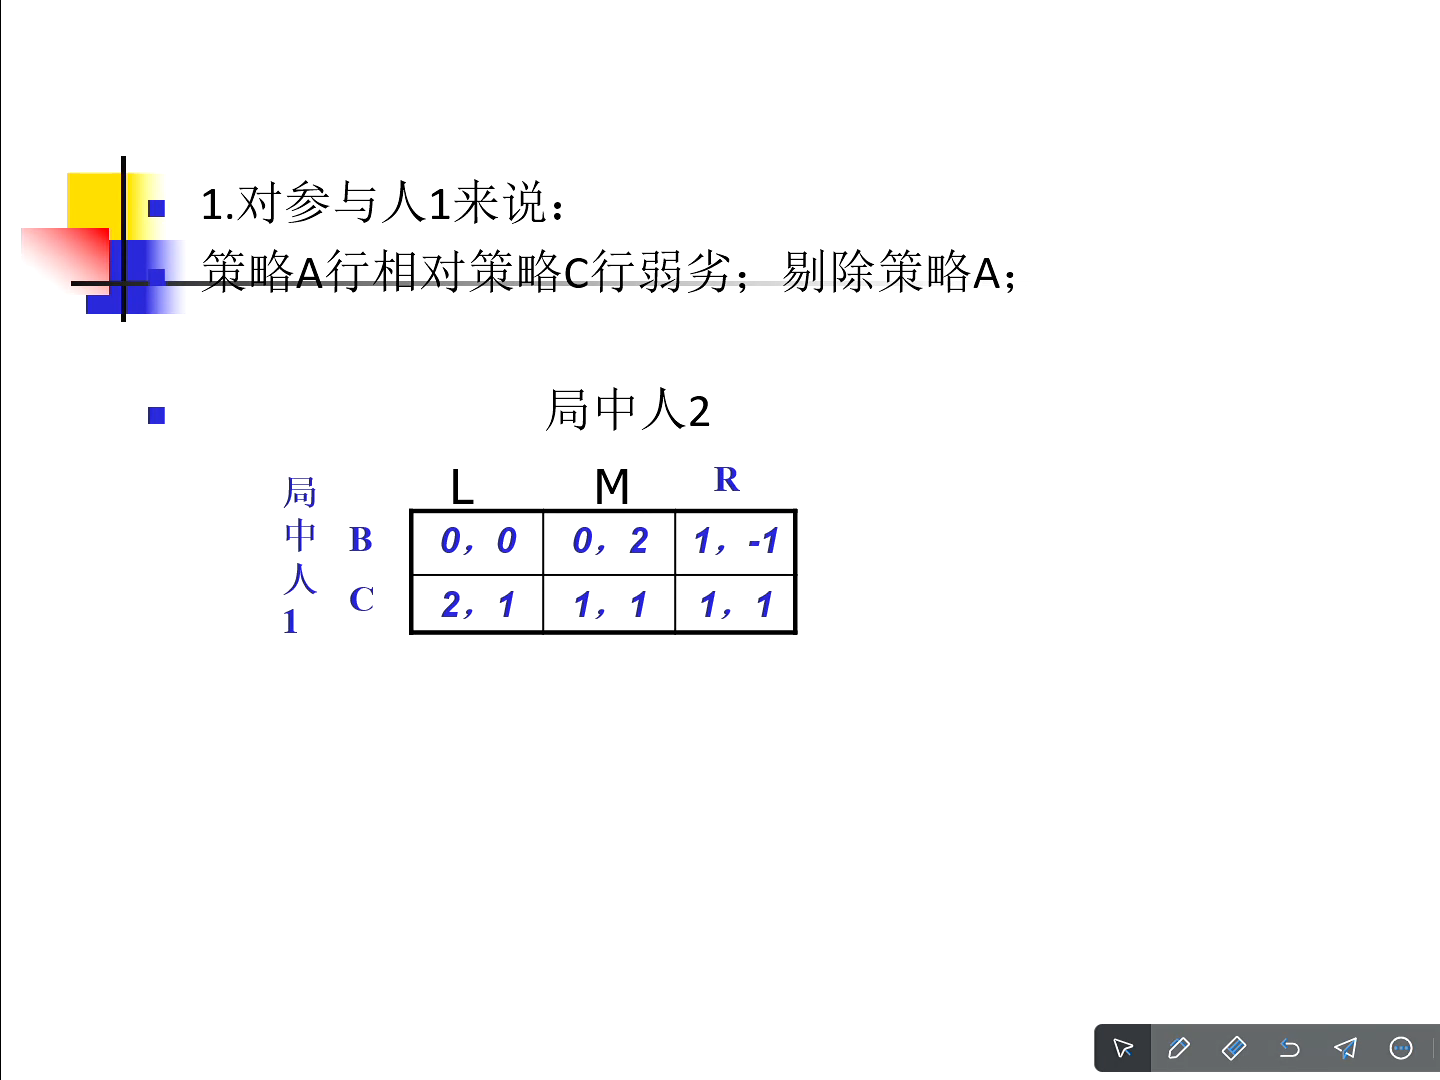 1.对参与人1来说：
策略A行相对策略C行弱劣；剔除策略A；
局中人2
L M R
局中人1
B 0，0 0，2 1，-1
C 2，1 1，1 1，1